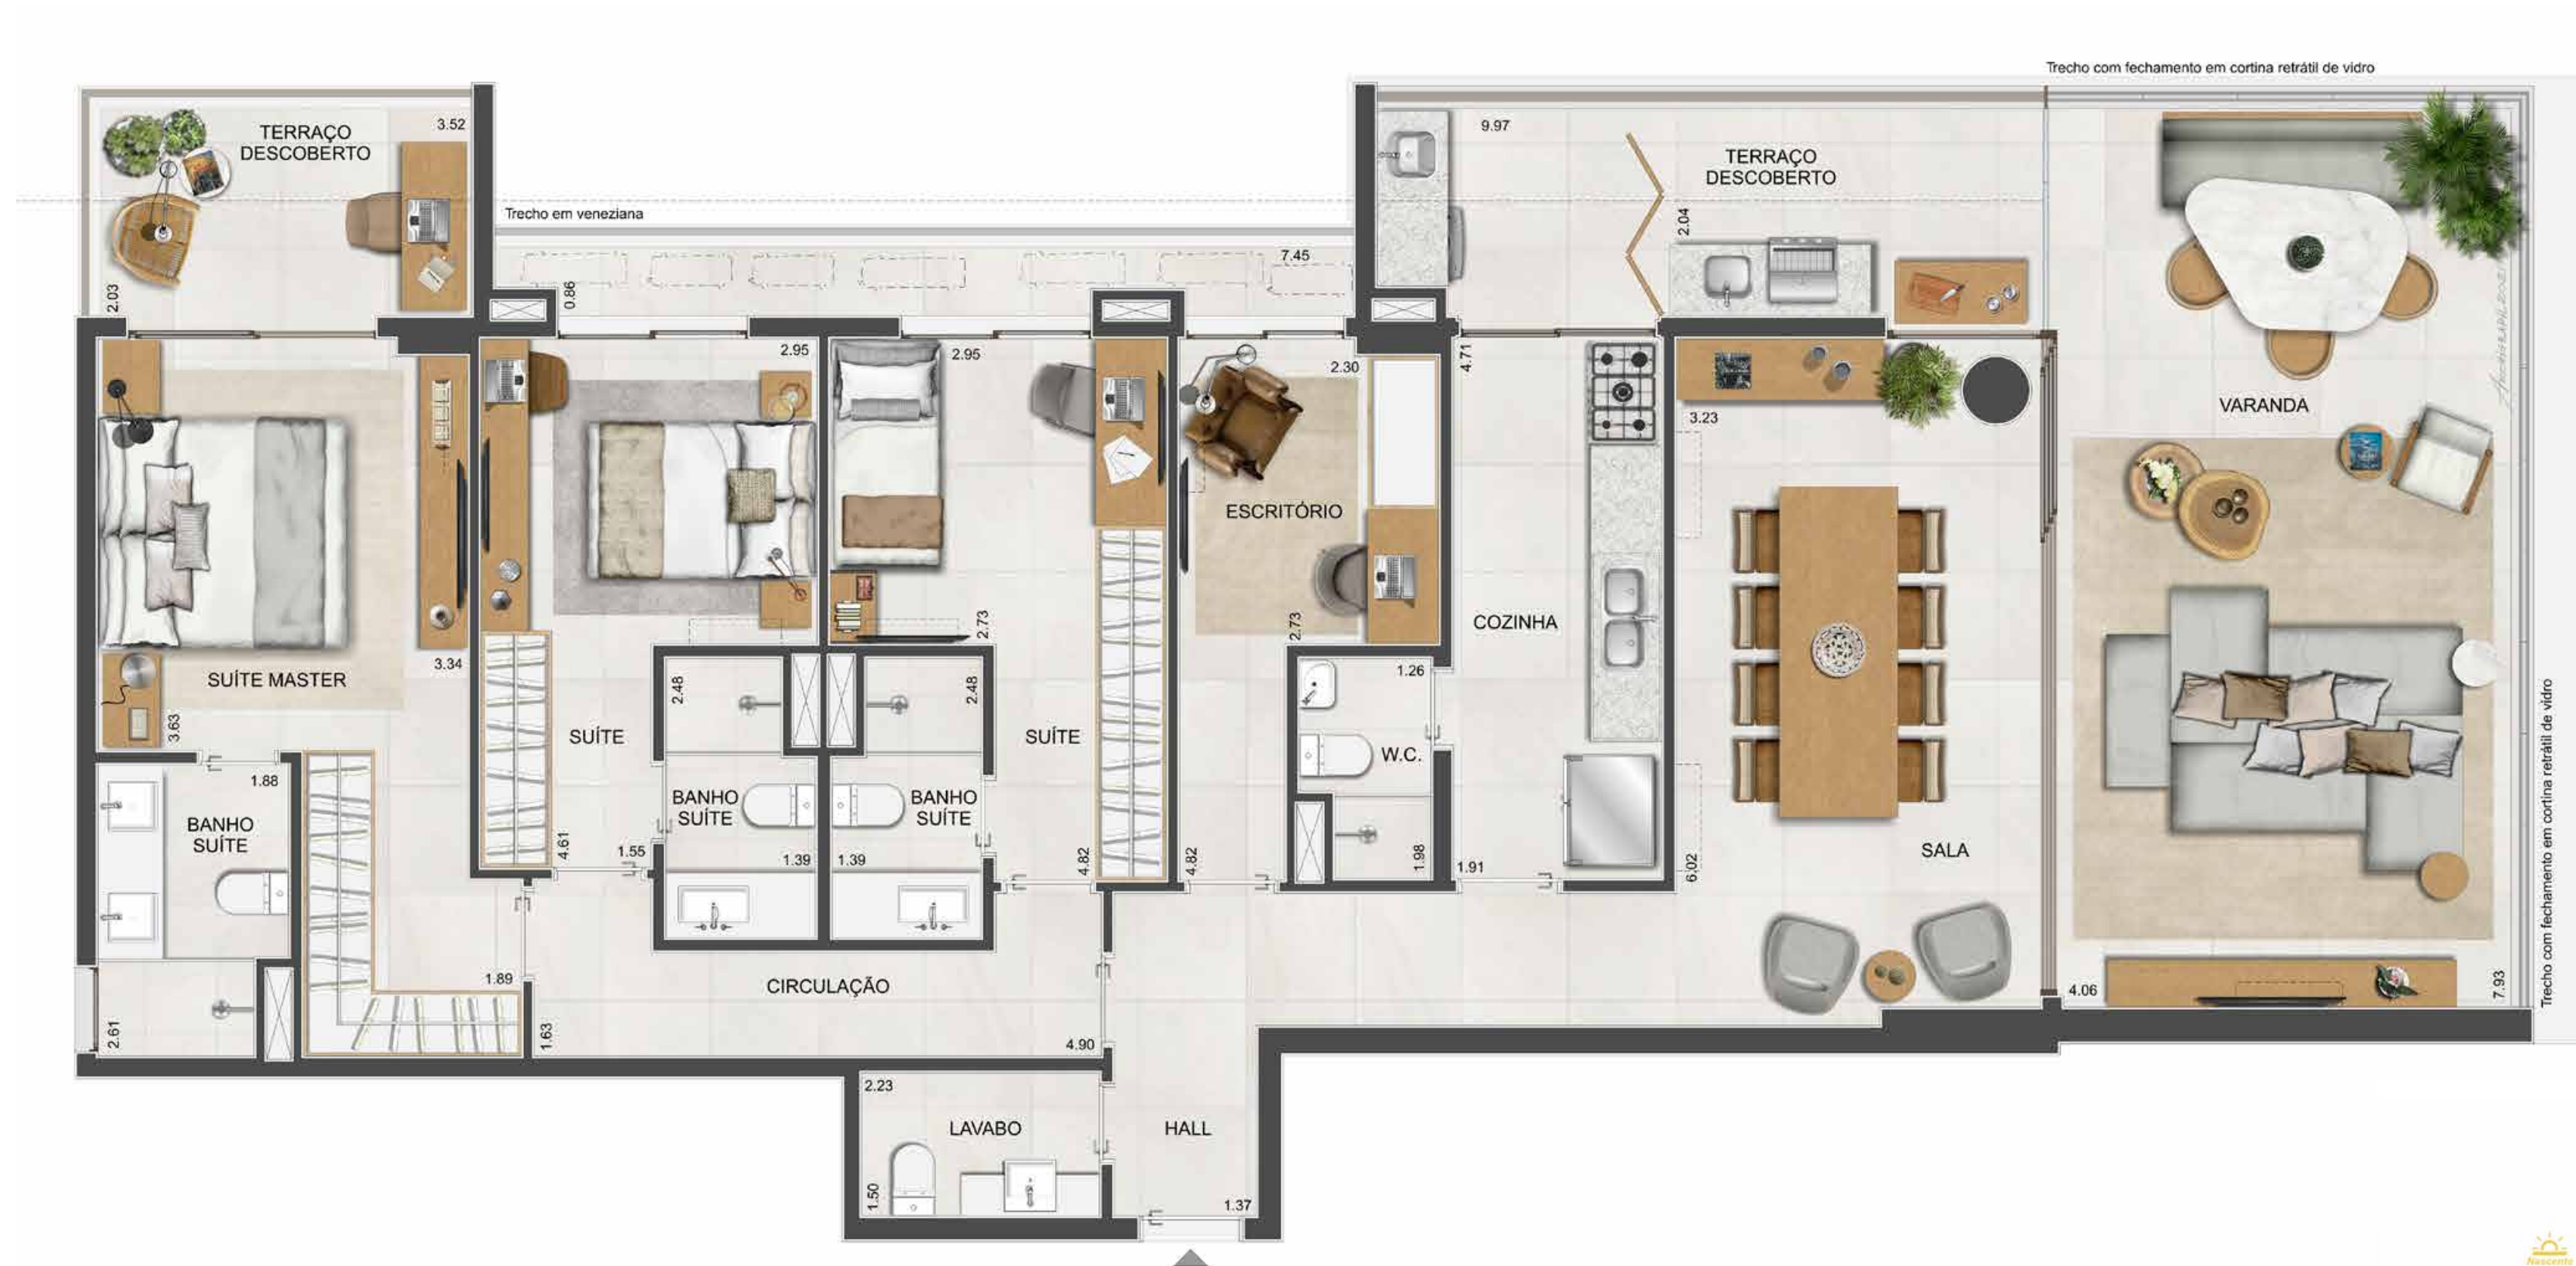 Trecho com fechamento em cortina retrátil de vidro
TERRAÇO
DESCOBERTO
3.52
9.97
TERRAÇO
DESCOBERTO
Trecho em veneziana
2.04
7.45
2.03
0.86
2.95
2.95
2.30
4.71
3.23
VARANDA
ESCRITÓRIO
COZINHA
2.73
2.73
3.34
SUÍTE MASTER
1.26
2.48
2.48
3.63
SUÍTE
SUÍTE
W.C.
1.88
BANHO
SUÍTE
BANHO
SUÍTE
BANHO
SUÍTE
4.61
1.55
1.39
1.39
4.82
4.82
1.98
1.91
6.02
SALA
1.89
CIRCULAÇÃO
4.06
7.93
Trecho com fechamento em cortina retrátil de vidro
2.61
1.63
4.90
2.23
LAVABO
HALL
1.50
1.37
Nascente